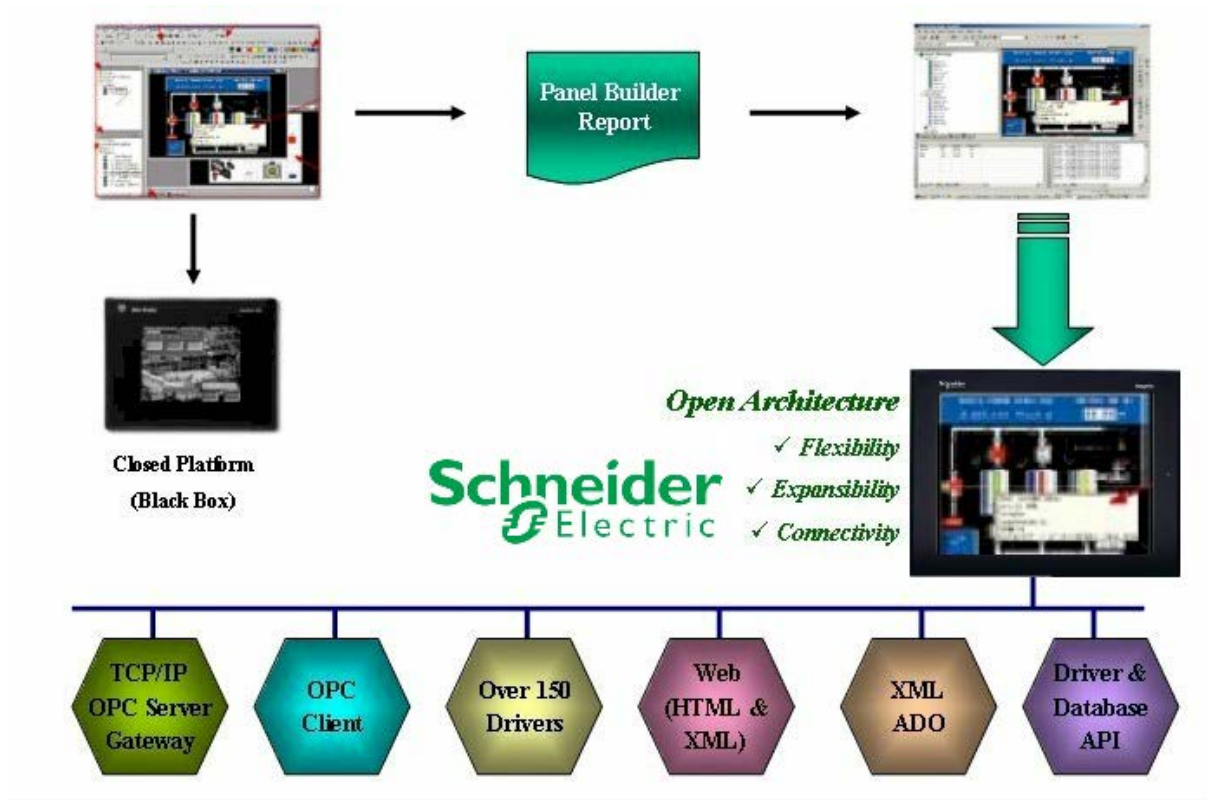 Panel Builder
Report
Closed Platform
(Black Box)
Open Architecture
✓ Flexibility
✓ Expansibility
✓ Connectivity
Schneider
Electric
TCP/IP
OPC Server
Gateway
OPC
Client
Over 150
Drivers
Web
(HTML &
XML)
XML
ADO
Driver &
Database
API